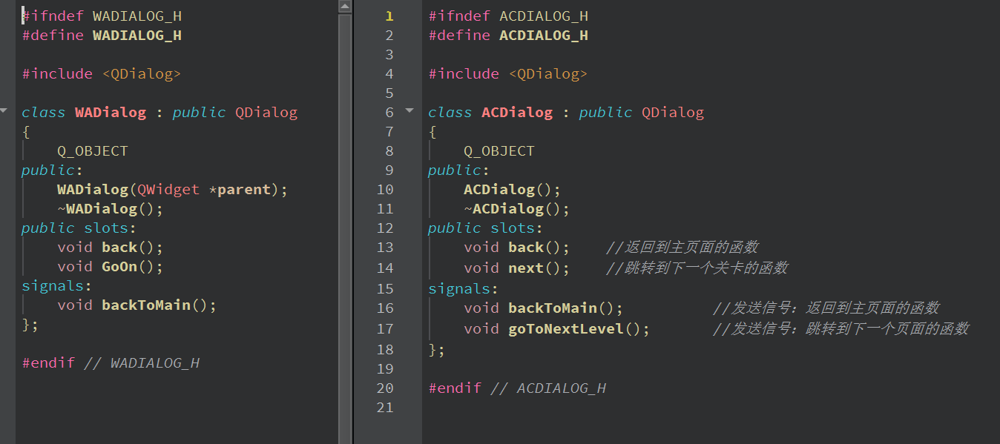 #ifndef WADIALOG_H
#define WADIALOG_H
#include <QDialog>
class WADialog : public QDialog
{
Q_OBJECT
public:
WADialog(QWidget *parent);
~WADialog();
public slots:
void back();
void GoOn();
signals:
void backToMain();
};
#endif // WADIALOG_H
1 #ifndef ACDIALOG_H
2 #define ACDIALOG_H
3
4 #include <QDialog>
5
6 class ACDialog : public QDialog
7 {
8 Q_OBJECT
9 public:
10 ACDialog();
11 ~ACDialog();
12 public slots:
13 void back(); //返回到主页面的函数
14 void next(); //跳转到下一个关卡的函数
15 signals:
16 void backToMain(); //发送信号：返回到主页面的函数
17 void goToNextLevel(); //发送信号：跳转到下一个页面的函数
18 };
19
20 #endif // ACDIALOG_H
21